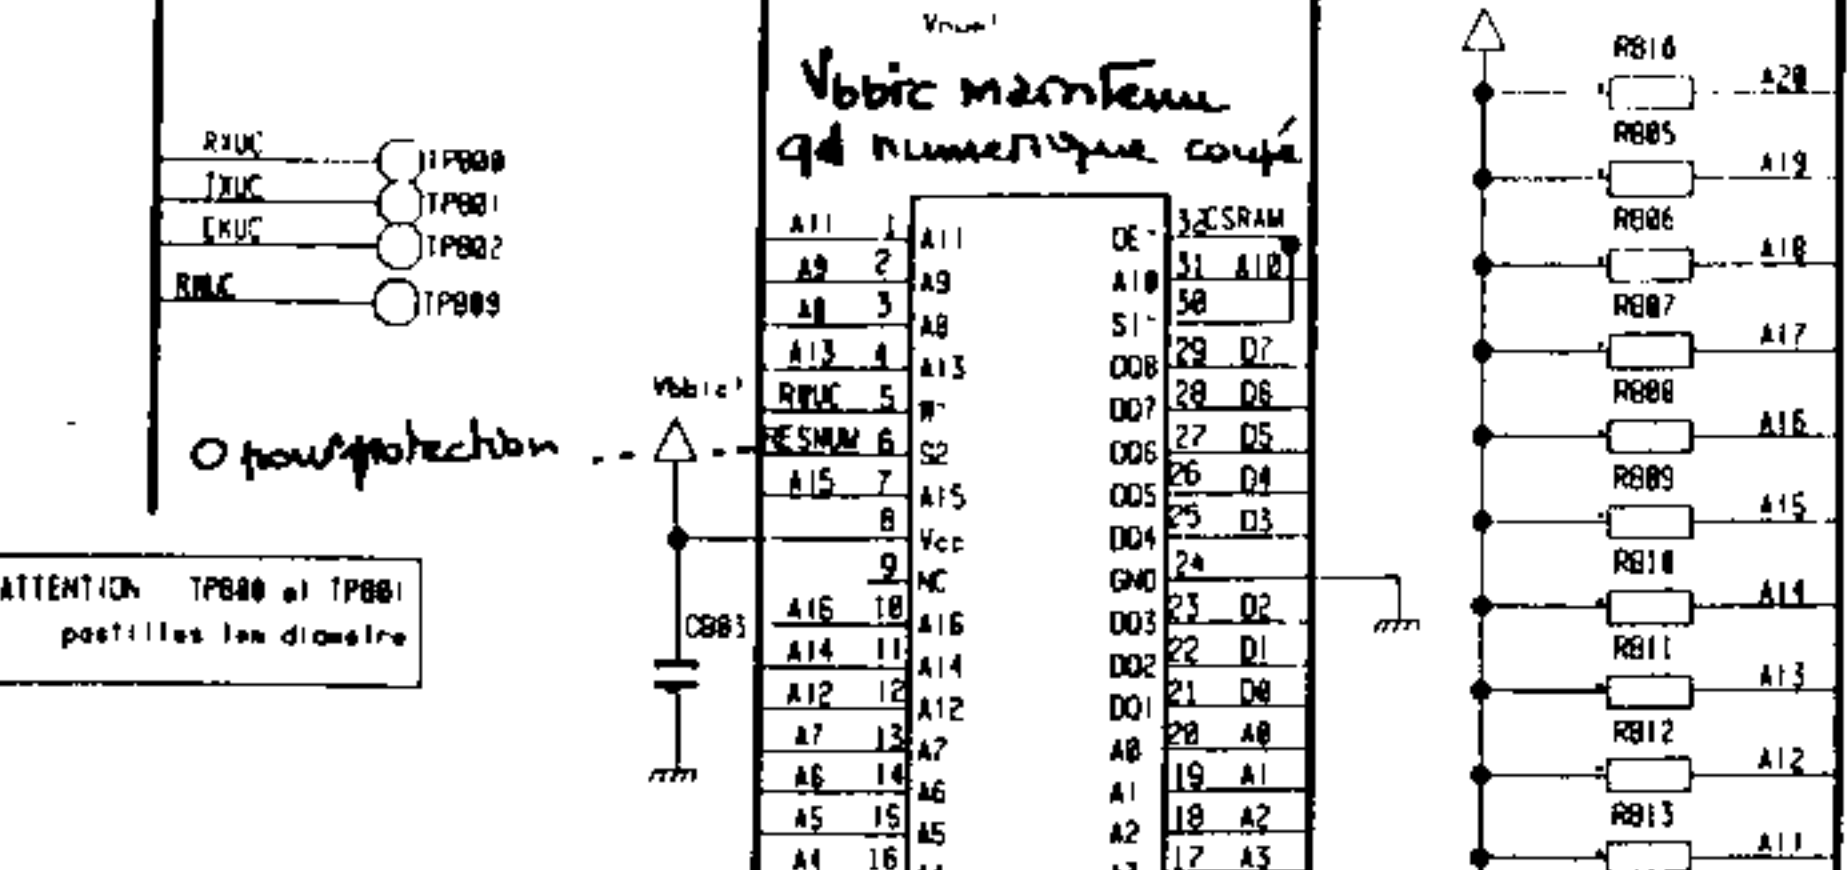 Vbbic maintenu
qd numerique coupé
RXUC
TP800
TXUC
TP801
CKUC
TP802
RWUC
TP809
O pour protection
Vbbic'
RESNUM 6 S2
ATTENTION TP800 et TP801
pastilles 1mm diametre
C803
A11 1 A11
A9 2 A9
A8 3 A8
A13 4 A13
RWUC 5 W-
A15 7 A15
8 Vcc
9 NC
A16 10 A16
A14 11 A14
A12 12 A12
A7 13 A7
A6 14 A6
A5 15 A5
A4 16
OE- 32 CSRAM
A10 31 A10
S1- 30
DQ8 29 D7
DQ7 28 D6
DQ6 27 D5
DQ5 26 D4
DQ4 25 D3
GND 24
DQ3 23 D2
DQ2 22 D1
DQ1 21 D0
A0 20 A0
A1 19 A1
A2 18 A2
17 A3
R816 A20
R805 A19
R806 A18
R807 A17
R808 A16
R809 A15
R810 A14
R811 A13
R812 A12
R813 A11